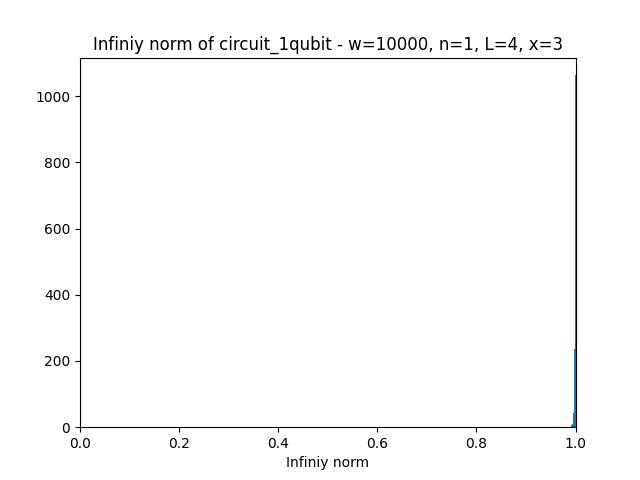 Infiniy norm of circuit_1qubit - w=10000, n=1, L=4, x=3
1000
800
600
400
200
0
0.0 0.2 0.4 0.6 0.8 1.0
Infiniy norm